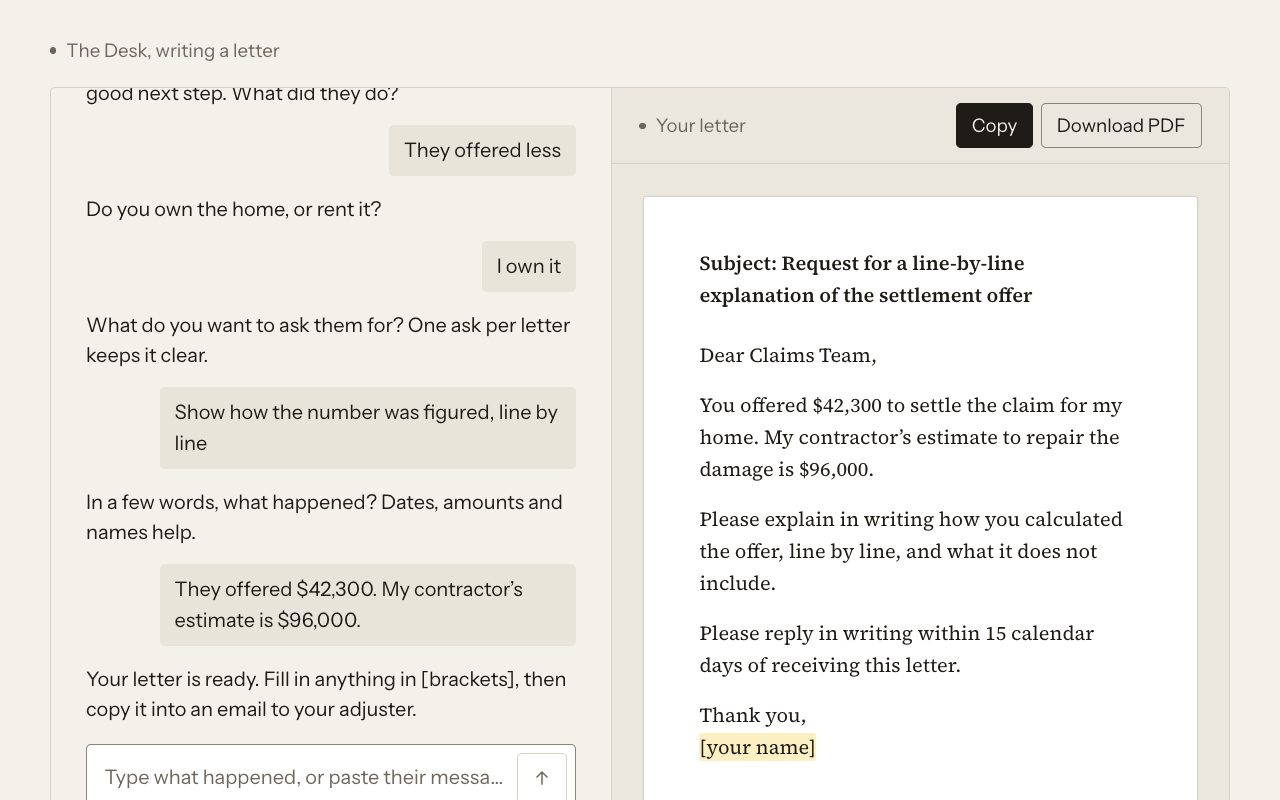 The Desk, writing a letter
good next step. What did they do?
They offered less
Do you own the home, or rent it?
I own it
What do you want to ask them for? One ask per letter
keeps it clear.
Show how the number was figured, line by
line
In a few words, what happened? Dates, amounts and
names help.
They offered $42,300. My contractor’s
estimate is $96,000.
Your letter is ready. Fill in anything in [brackets], then
copy it into an email to your adjuster.
Type what happened, or paste their messa...
Your letter
Copy
Download PDF
Subject: Request for a line-by-line
explanation of the settlement offer
Dear Claims Team,
You offered $42,300 to settle the claim for my
home. My contractor’s estimate to repair the
damage is $96,000.
Please explain in writing how you calculated
the offer, line by line, and what it does not
include.
Please reply in writing within 15 calendar
days of receiving this letter.
Thank you,
[your name]